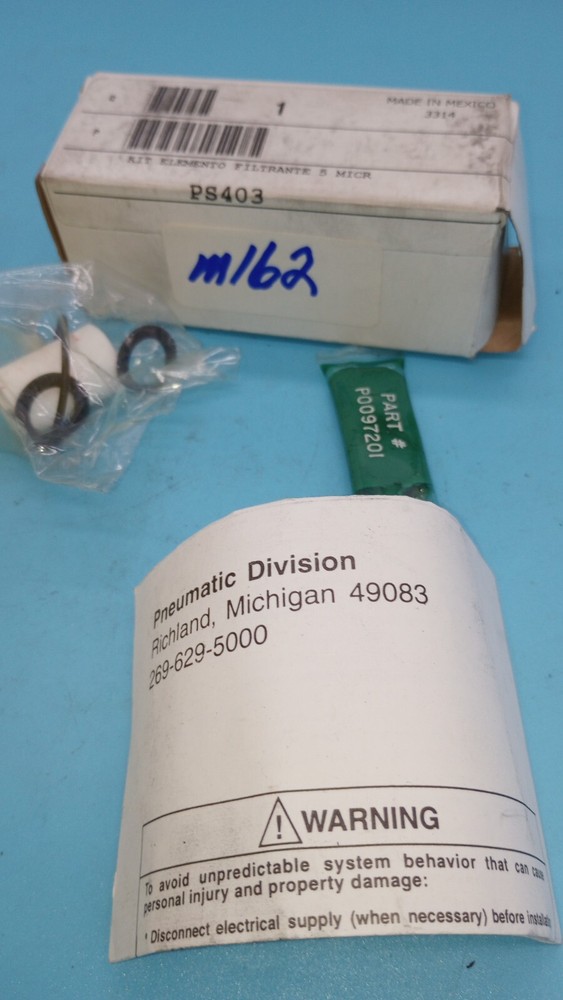 Q
1
MADE IN MEXICO
3314
P
KIT ELEMENTO FILTRANTE 5 MICR
PS403
m162
PART #
P0097201
Pneumatic Division
Richland, Michigan 49083
269-629-5000
! WARNING
To avoid unpredictable system behavior that can cause
personal injury and property damage:
• Disconnect electrical supply (when necessary) before